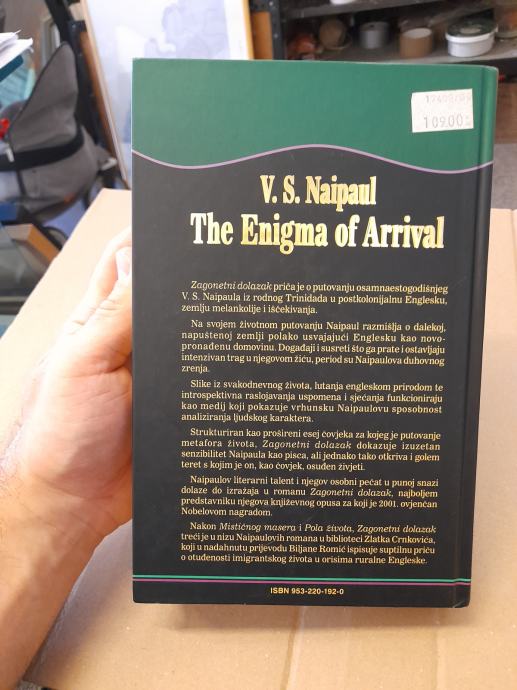 109.00
V. S. Naipaul
The Enigma of Arrival
Zagonetni dolazak priča je o putovanju osamnaestogodišnjeg
V. S. Naipaula iz rodnog Trinidada u postkolonijalnu Englesku,
zemlju melankolije i iščekivanja.
Na svojem životnom putovanju Naipaul razmišlja o dalekoj,
napuštenoj zemlji polako usvajajući Englesku kao novo-
pronađenu domovinu. Događaji i susreti što ga prate i ostavljaju
intenzivan trag u njegovom žiću, period su Naipaulova duhovnog
zrenja.
Slike iz svakodnevnog života, lutanja engleskom prirodom te
introspektivna raslojavanja uspomena i sjećanja funkcioniraju
kao medij koji pokazuje vrhunsku Naipaulovu sposobnost
analiziranja ljudskog karaktera.
Strukturiran kao prošireni esej čovjeka za kojeg je putovanje
metafora života, Zagonetni dolazak dokazuje izuzetan
senzibilitet Naipaula kao pisca, ali jednako tako otkriva i golem
teret s kojim je on, kao čovjek, osuđen živjeti.
Naipaulov literarni talent i njegov osobni pečat u punoj snazi
dolaze do izražaja u romanu Zagonetni dolazak, najboljem
predstavniku njegova književnog opusa za koji je 2001. ovjenčan
Nobelovom nagradom.
Nakon Mističnog masera i Pola života, Zagonetni dolazak
treći je u nizu Naipaulovih romana u biblioteci Zlatka Crnkovića,
koji u nadahnutu prijevodu Biljane Romić ispisuje suptilnu priču
o otuđenosti imigrantskog života u orisima ruralne Engleske.
ISBN 953-220-192-0